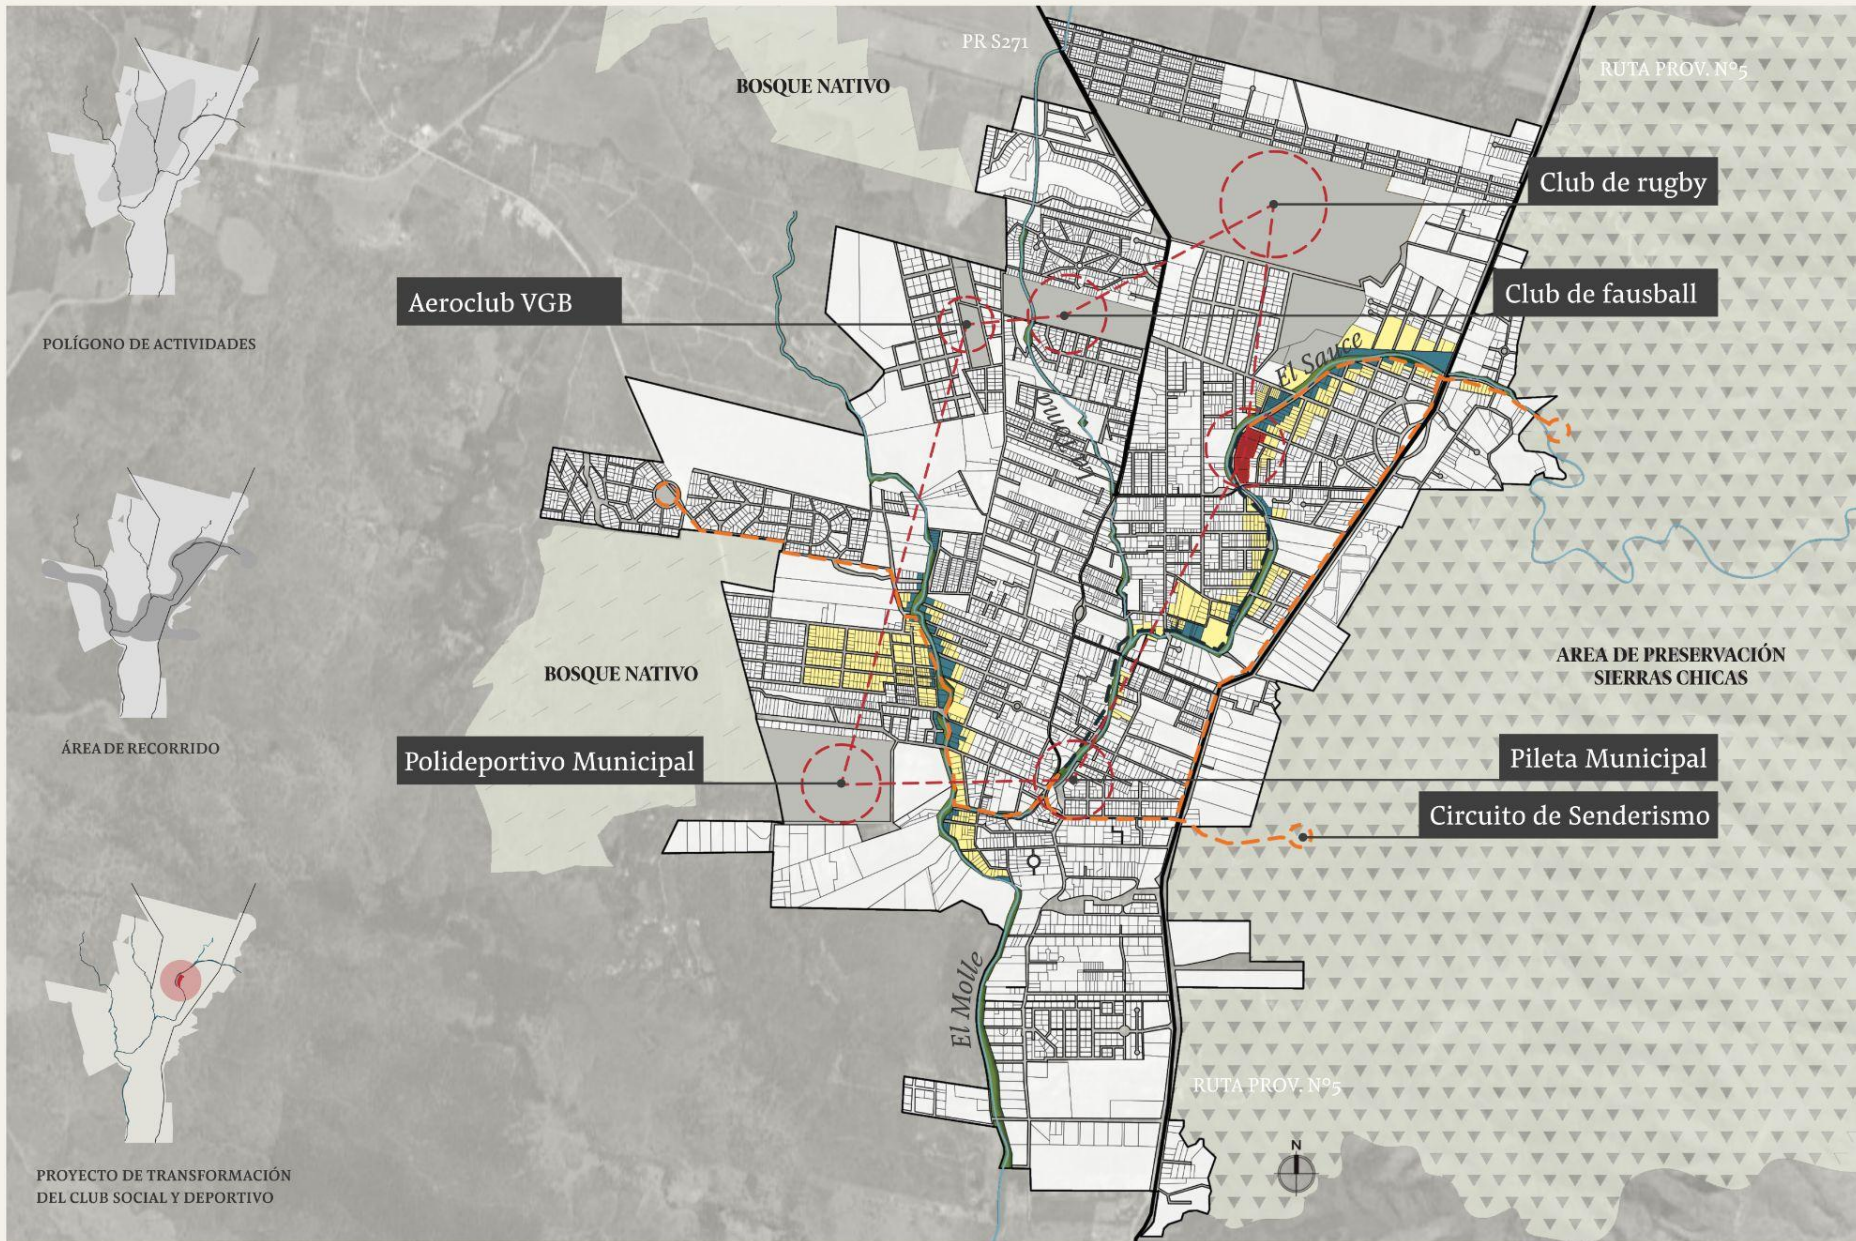 PR S271
RUTA PROV. Nº5
BOSQUE NATIVO
Club de rugby
Aeroclub VGB
Club de fausball
POLÍGONO DE ACTIVIDADES
El Sauce
BOSQUE NATIVO
AREA DE PRESERVACIÓN
SIERRAS CHICAS
ÁREA DE RECORRIDO
Polideportivo Municipal
Pileta Municipal
Circuito de Senderismo
El Molle
RUTA PROV. Nº5
N
PROYECTO DE TRANSFORMACIÓN
DEL CLUB SOCIAL Y DEPORTIVO